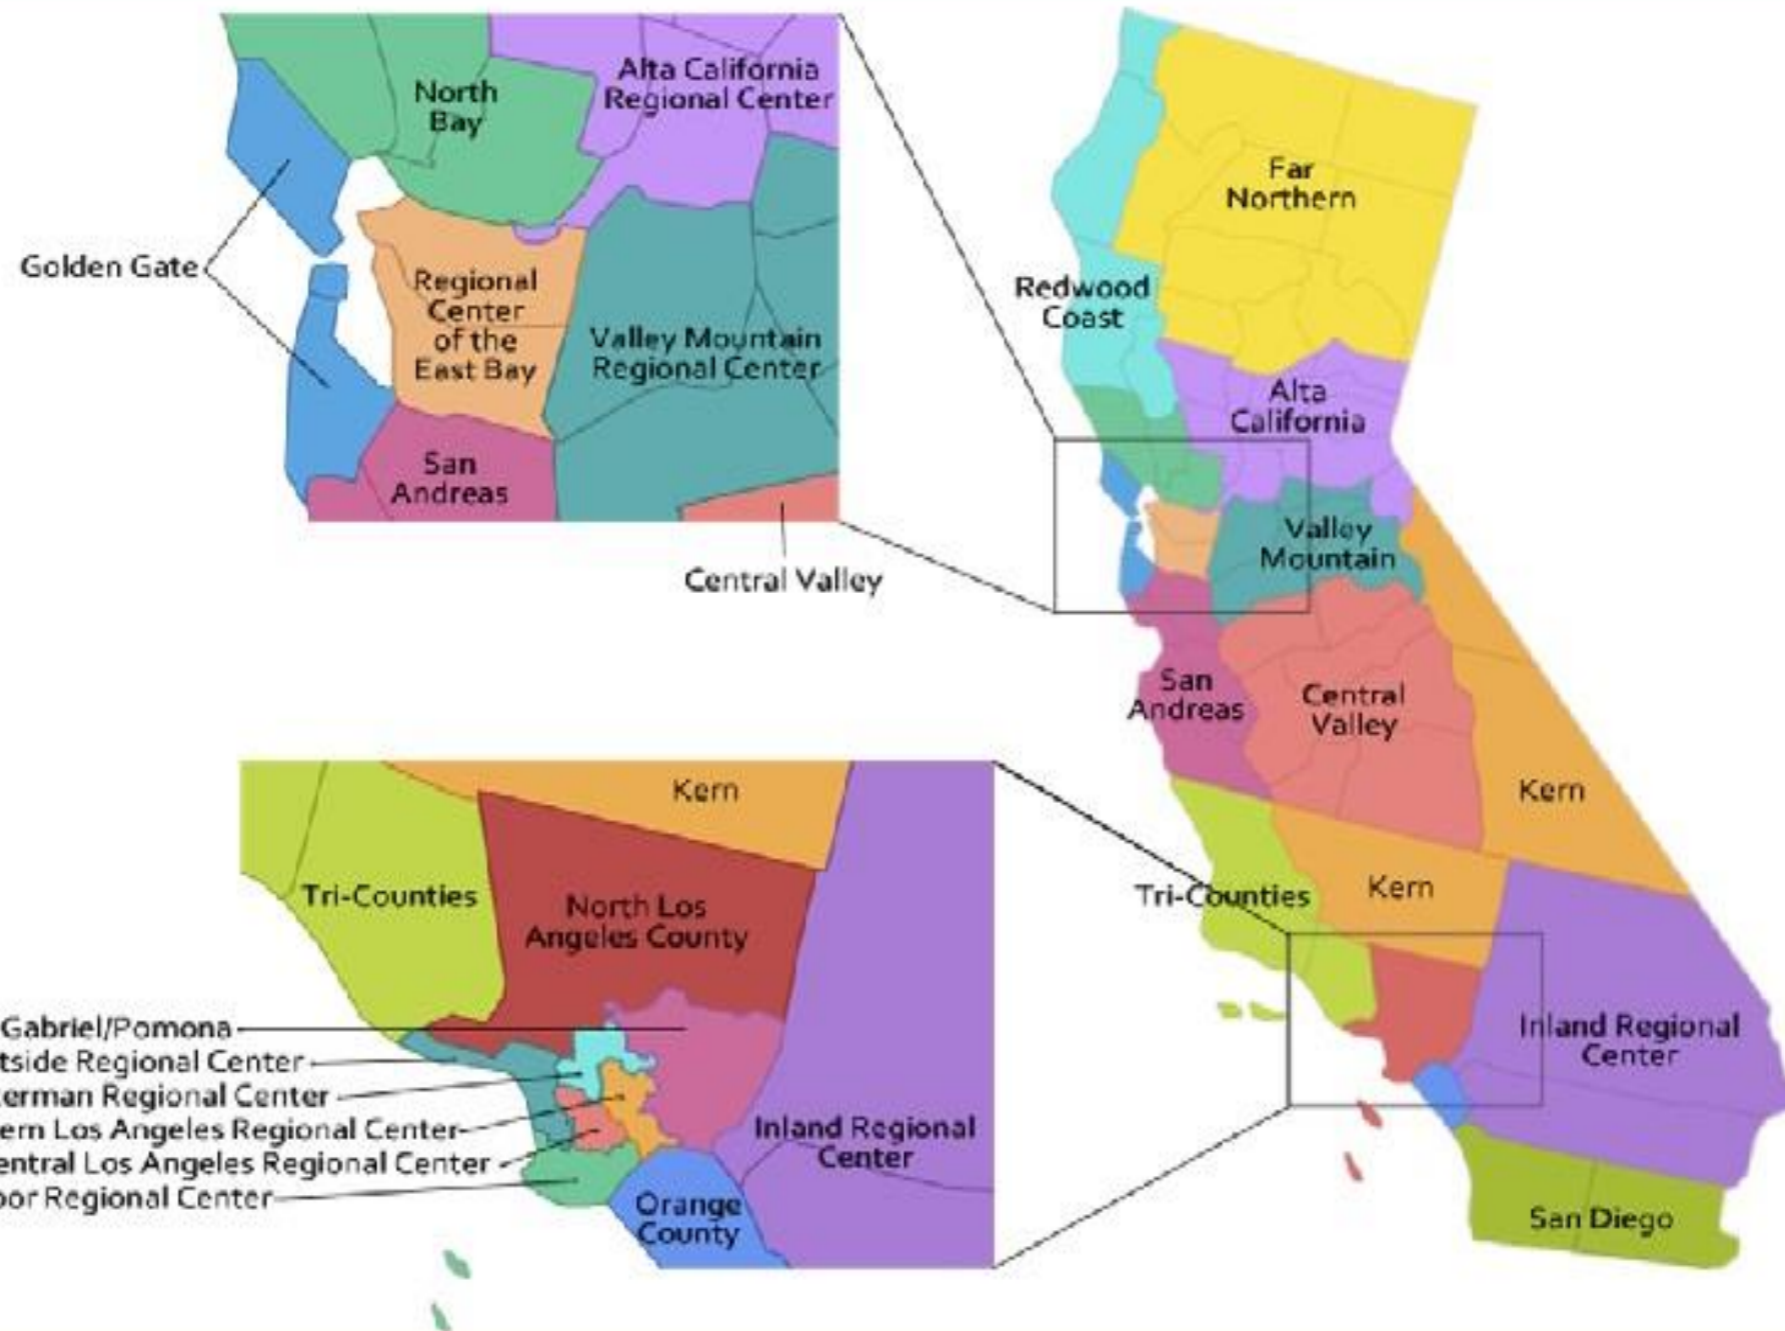 North
Bay
Alta California
Regional Center
Golden Gate
Regional
Center
of the
East Bay
Valley Mountain
Regional Center
San
Andreas
Central Valley
Far
Northern
Redwood
Coast
Alta
California
Valley
Mountain
San
Andreas
Central
Valley
Kern
Kern
Tri-Counties
Inland Regional
Center
San Diego
Kern
Tri-Counties
North Los
Angeles County
Gabriel/Pomona
tside Regional Center
erman Regional Center
ern Los Angeles Regional Center
entral Los Angeles Regional Center
oor Regional Center
Inland Regional
Center
Orange
County